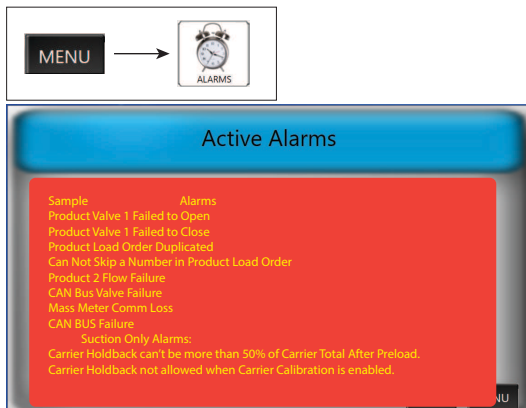 MENU
ALARMS
Active Alarms
Sample Alarms
Product Valve 1 Failed to Open
Product Valve 1 Failed to Close
Product Load Order Duplicated
Can Not Skip a Number in Product Load Order
Product 2 Flow Failure
CAN Bus Valve Failure
Mass Meter Comm Loss
CAN BUS Failure
Suction Only Alarms:
Carrier Holdback can't be more than 50% of Carrier Total After Preload.
Carrier Holdback not allowed when Carrier Calibration is enabled.